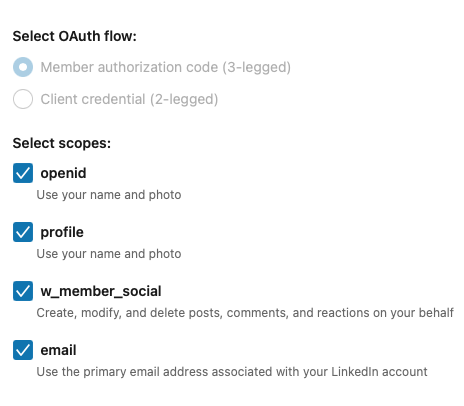 Select OAuth flow:
Member authorization code (3-legged)
Client credential (2-legged)
Select scopes:
openid
Use your name and photo
profile
Use your name and photo
w_member_social
Create, modify, and delete posts, comments, and reactions on your behalf
email
Use the primary email address associated with your LinkedIn account